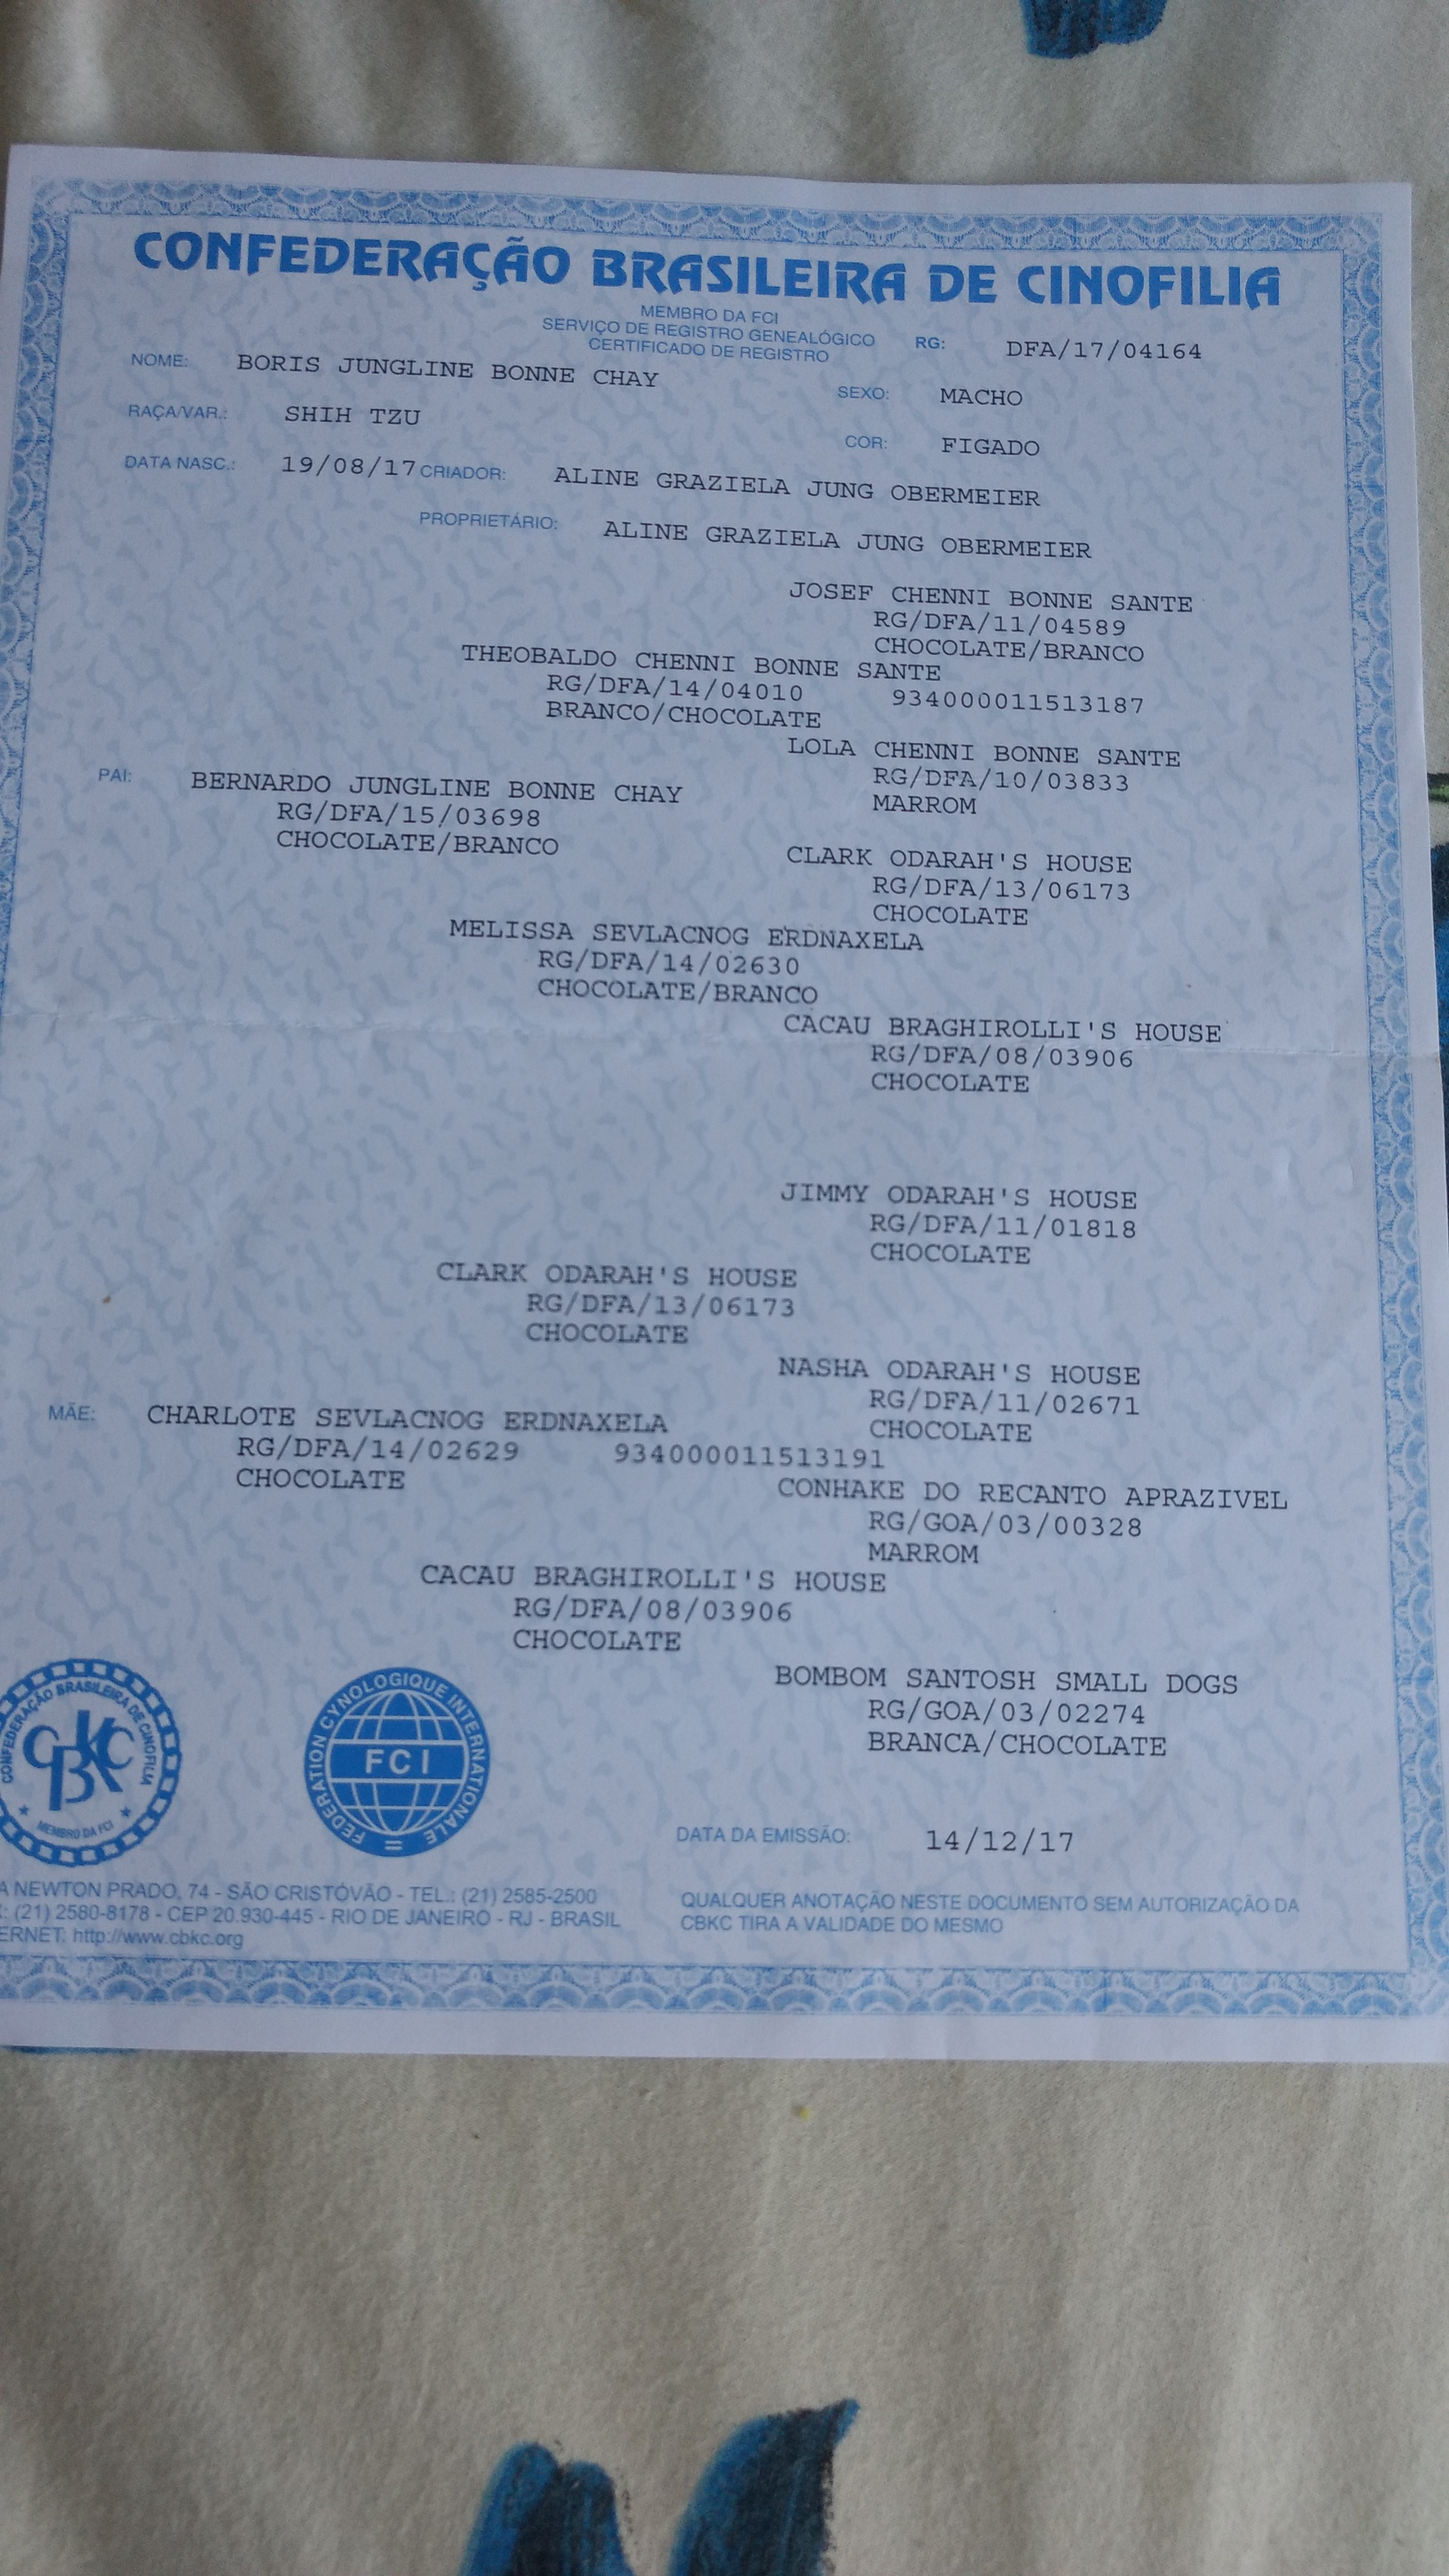 CONFEDERAÇÃO BRASILEIRA DE CINOFILIA
MEMBRO DA FCI
SERVIÇO DE REGISTRO GENEALÓGICO
CERTIFICADO DE REGISTRO
RG: DFA/17/04164
NOME: BORIS JUNGLINE BONNE CHAY
SEXO: MACHO
RAÇA/VAR.: SHIH TZU
COR: FIGADO
DATA NASC.: 19/08/17 CRIADOR: ALINE GRAZIELA JUNG OBERMEIER
PROPRIETÁRIO: ALINE GRAZIELA JUNG OBERMEIER
JOSEF CHENNI BONNE SANTE
RG/DFA/11/04589
CHOCOLATE/BRANCO
THEOBALDO CHENNI BONNE SANTE
RG/DFA/14/04010 934000011513187
BRANCO/CHOCOLATE
LOLA CHENNI BONNE SANTE
RG/DFA/10/03833
MARROM
PAI: BERNARDO JUNGLINE BONNE CHAY
RG/DFA/15/03698
CHOCOLATE/BRANCO
CLARK ODARAH'S HOUSE
RG/DFA/13/06173
CHOCOLATE
MELISSA SEVLACNOG ERDNAXELA
RG/DFA/14/02630
CHOCOLATE/BRANCO
CACAU BRAGHIROLLI'S HOUSE
RG/DFA/08/03906
CHOCOLATE
JIMMY ODARAH'S HOUSE
RG/DFA/11/01818
CHOCOLATE
CLARK ODARAH'S HOUSE
RG/DFA/13/06173
CHOCOLATE
NASHA ODARAH'S HOUSE
RG/DFA/11/02671
CHOCOLATE
MÃE: CHARLOTE SEVLACNOG ERDNAXELA
RG/DFA/14/02629 934000011513191
CHOCOLATE
CONHAKE DO RECANTO APRAZIVEL
RG/GOA/03/00328
MARROM
CACAU BRAGHIROLLI'S HOUSE
RG/DFA/08/03906
CHOCOLATE
BOMBOM SANTOSH SMALL DOGS
RG/GOA/03/02274
BRANCA/CHOCOLATE
CONFEDERAÇÃO BRASILEIRA DE CINOFILIA
CBKC
MEMBRO DA FCI
FEDERATION CYNOLOGIQUE INTERNATIONALE
FCI
DATA DA EMISSÃO: 14/12/17
A NEWTON PRADO, 74 - SÃO CRISTÓVÃO - TEL.: (21) 2585-2500
: (21) 2580-8178 - CEP 20.930-445 - RIO DE JANEIRO - RJ - BRASIL
ERNET: http://www.cbkc.org
QUALQUER ANOTAÇÃO NESTE DOCUMENTO SEM AUTORIZAÇÃO DA
CBKC TIRA A VALIDADE DO MESMO